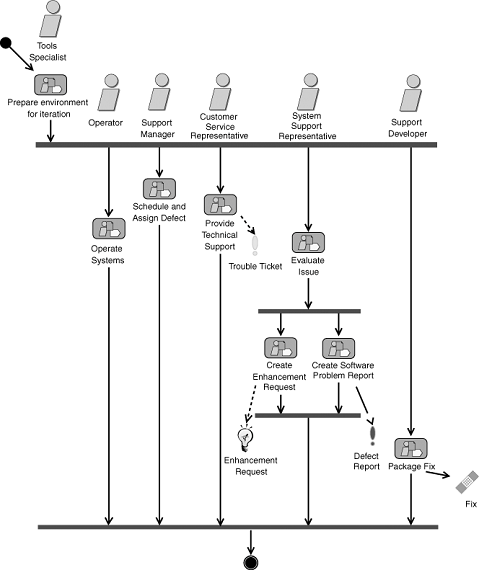 Tools
Specialist
Prepare environment
for iteration
Operator
Support
Manager
Customer
Service
Representative
System
Support
Representative
Support
Developer
Schedule and
Assign Defect
Provide
Technical
Support
Operate
Systems
Trouble Ticket
Evaluate
Issue
Create
Enhancement
Request
Create Software
Problem Report
Enhancement
Request
Defect
Report
Package Fix
Fix